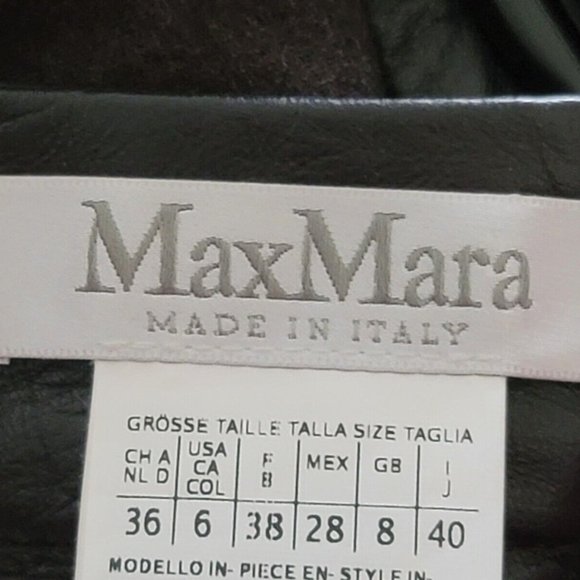 MaxMara
MADE IN ITALY
GRÖSSE TAILLE TALLA SIZE TAGLIA
CH A NL D USA CA COL F B MEX GB I J
36 6 38 28 8 40
MODELLO IN- PIECE EN- STYLE IN